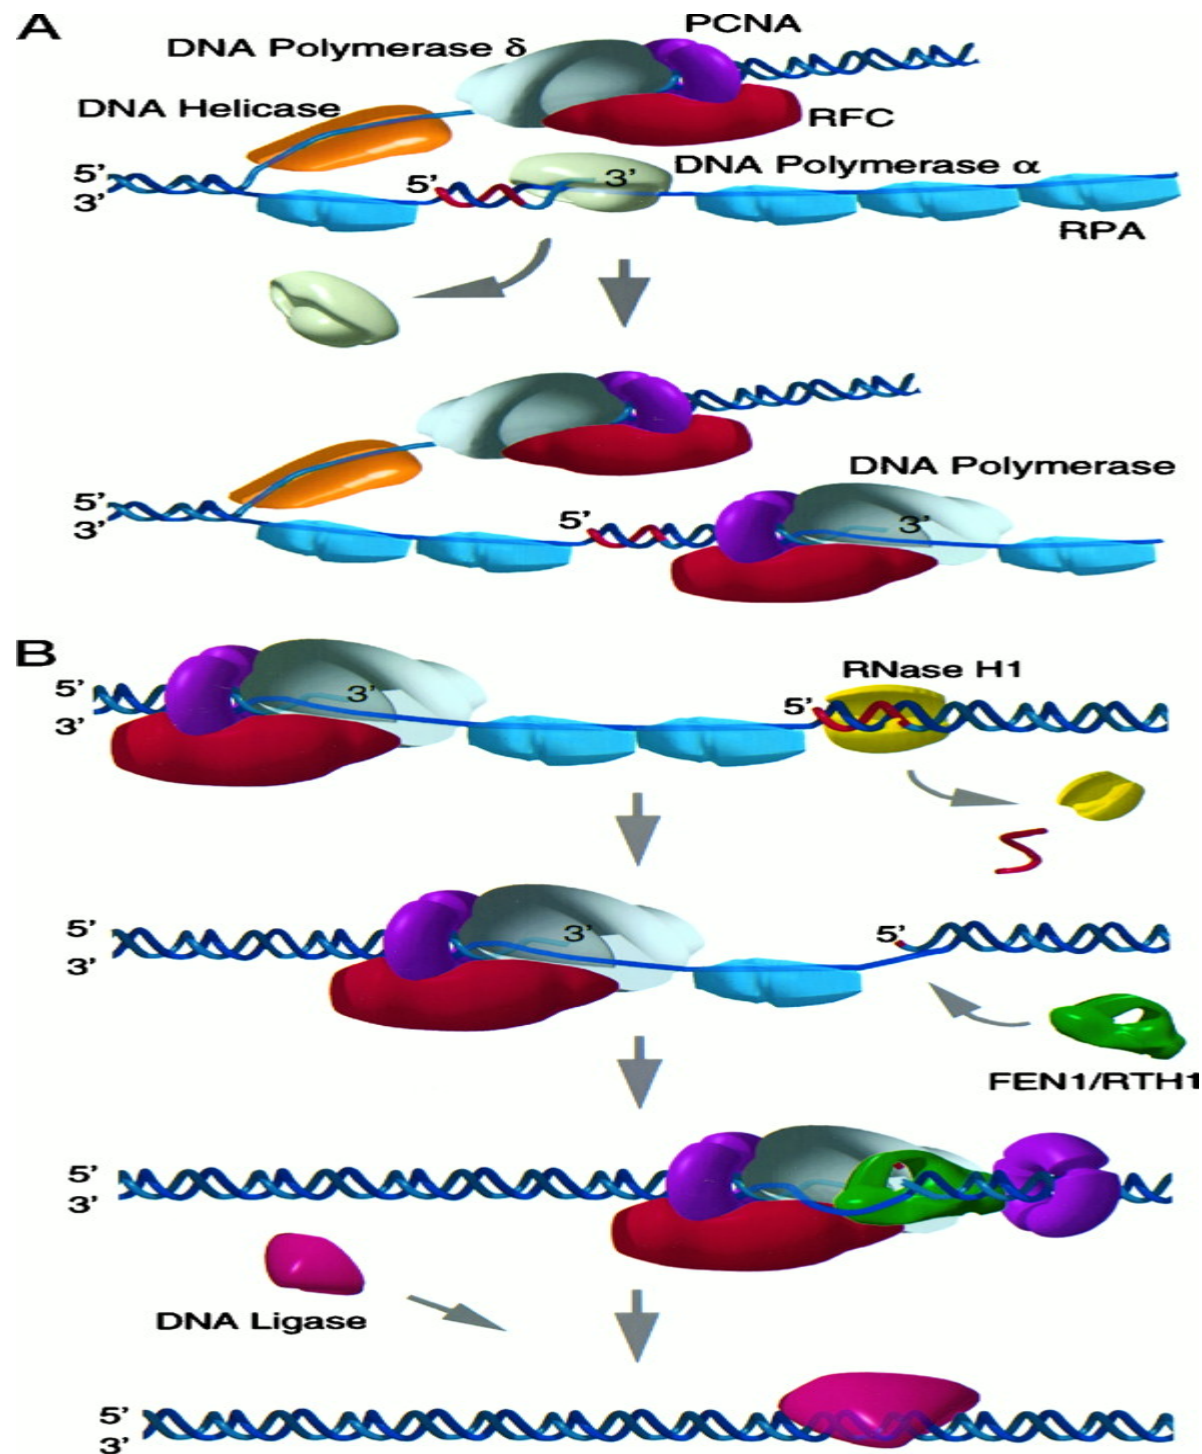 A
PCNA
DNA Polymerase δ
DNA Helicase
RFC
DNA Polymerase α
5’
3’
5’
3’
RPA
DNA Polymerase
5’
3’
5’
3’
B
RNase H1
5’
3’
3’
5’
5’
3’
3’
5’
FEN1/RTH1
5’
3’
DNA Ligase
5’
3’